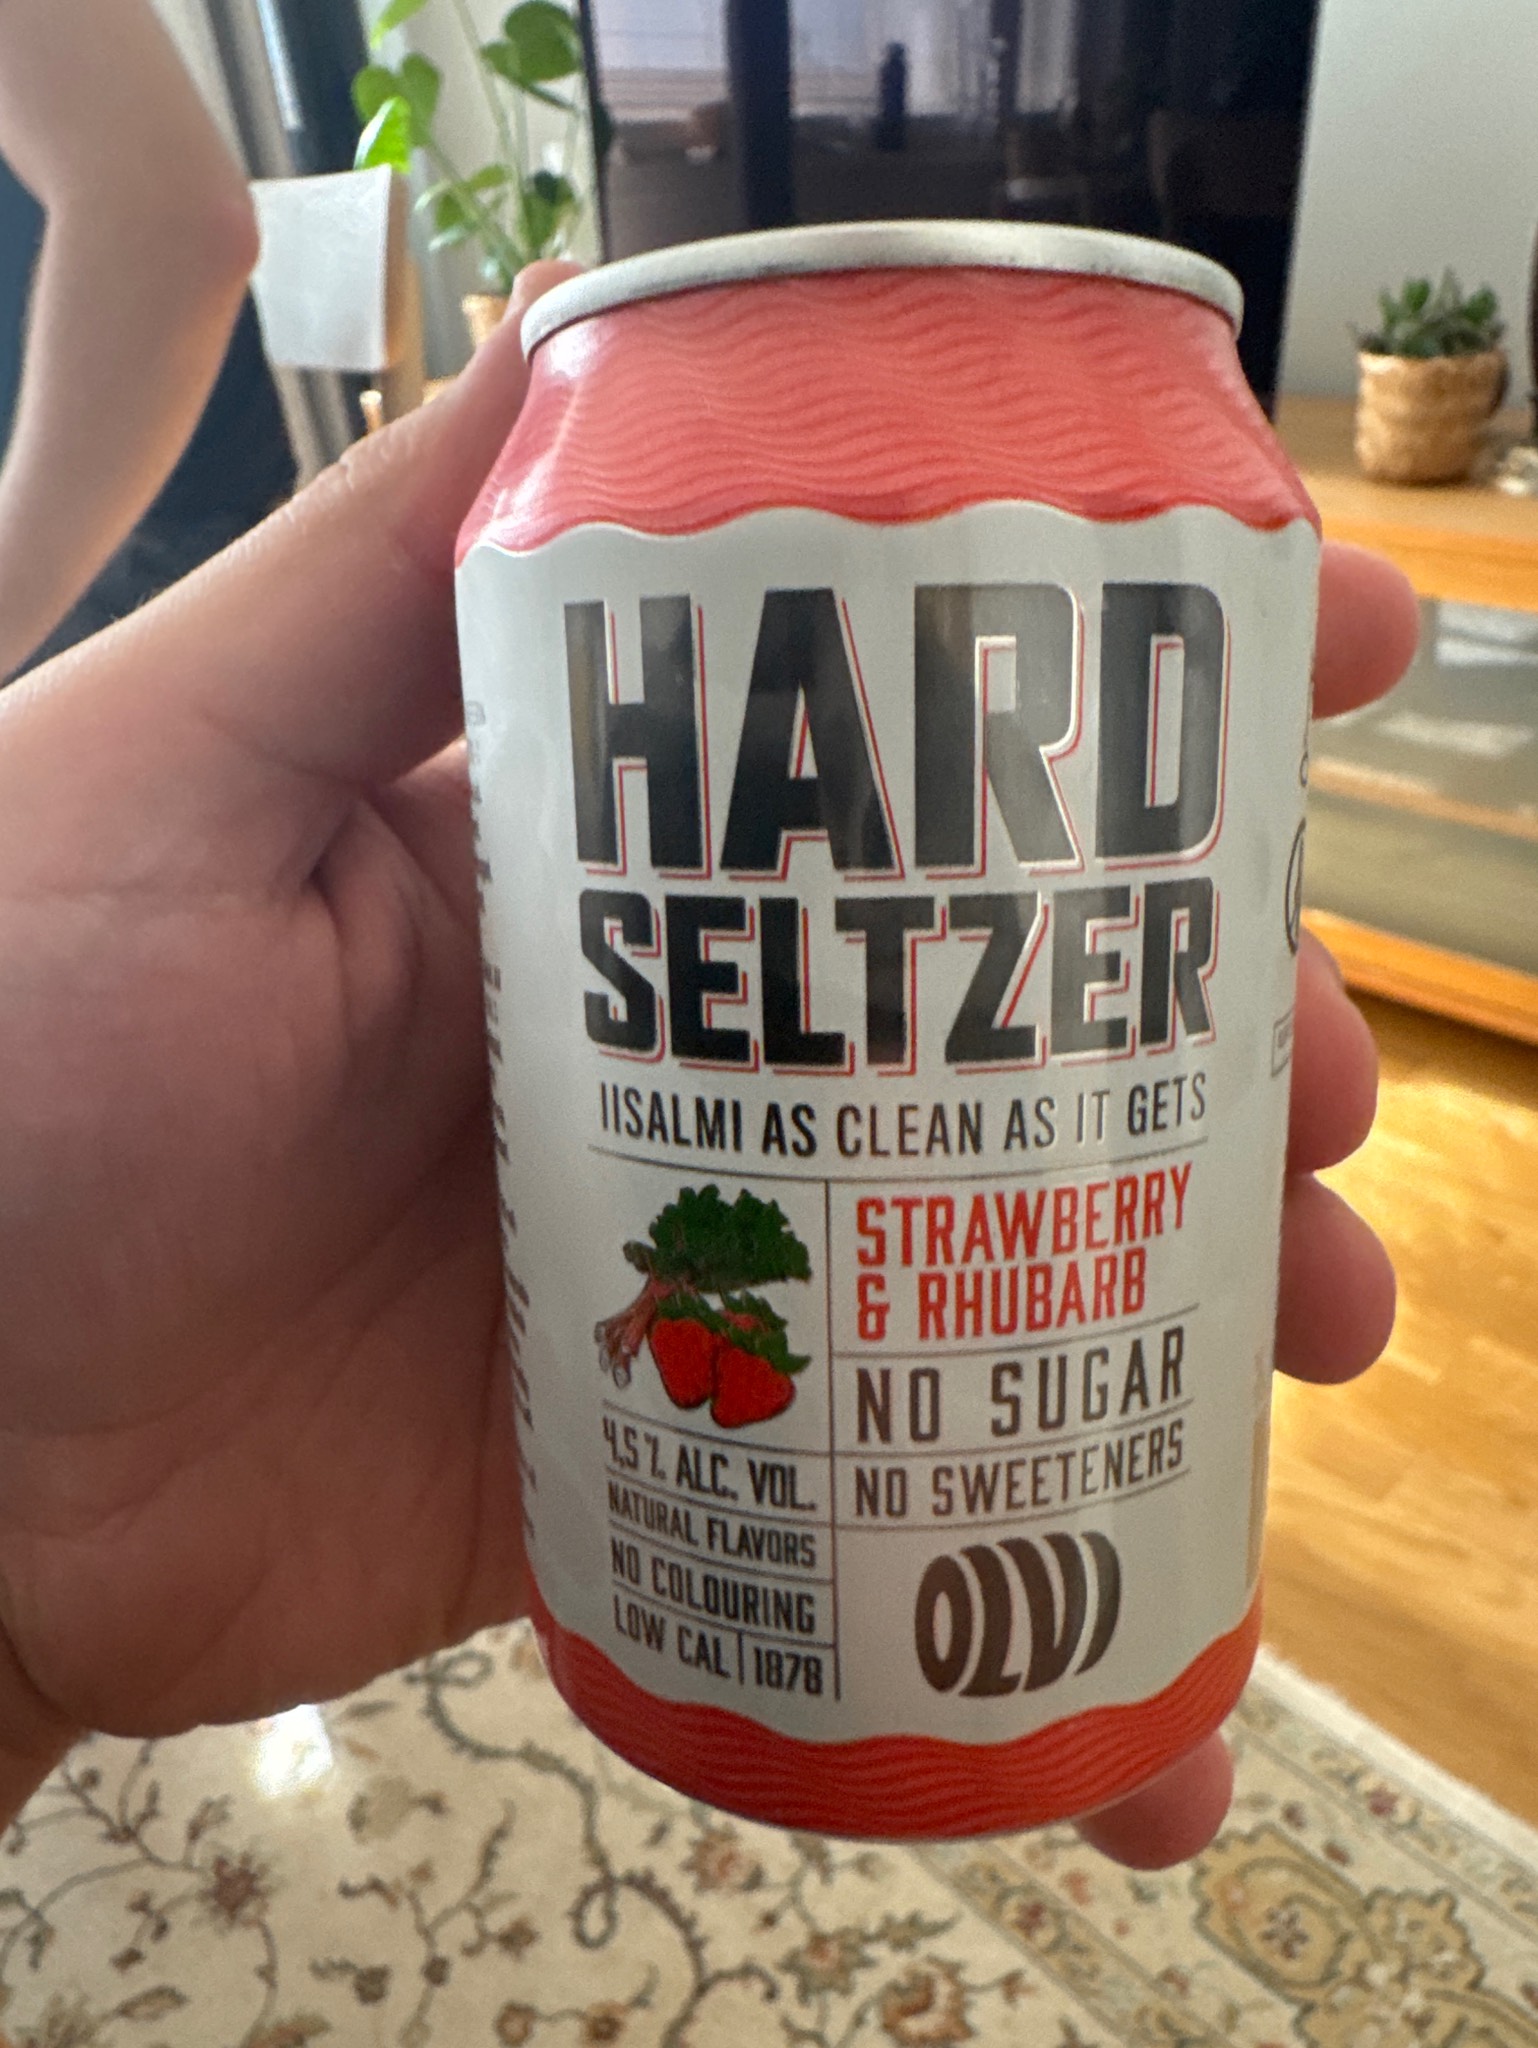 HARD
SELTZER
IISALMI AS CLEAN AS IT GETS
STRAWBERRY
& RHUBARB
NO SUGAR
NO SWEETENERS
4,5% ALC. VOL.
NATURAL FLAVORS
NO COLOURING
LOW CAL | 1878
OLVI